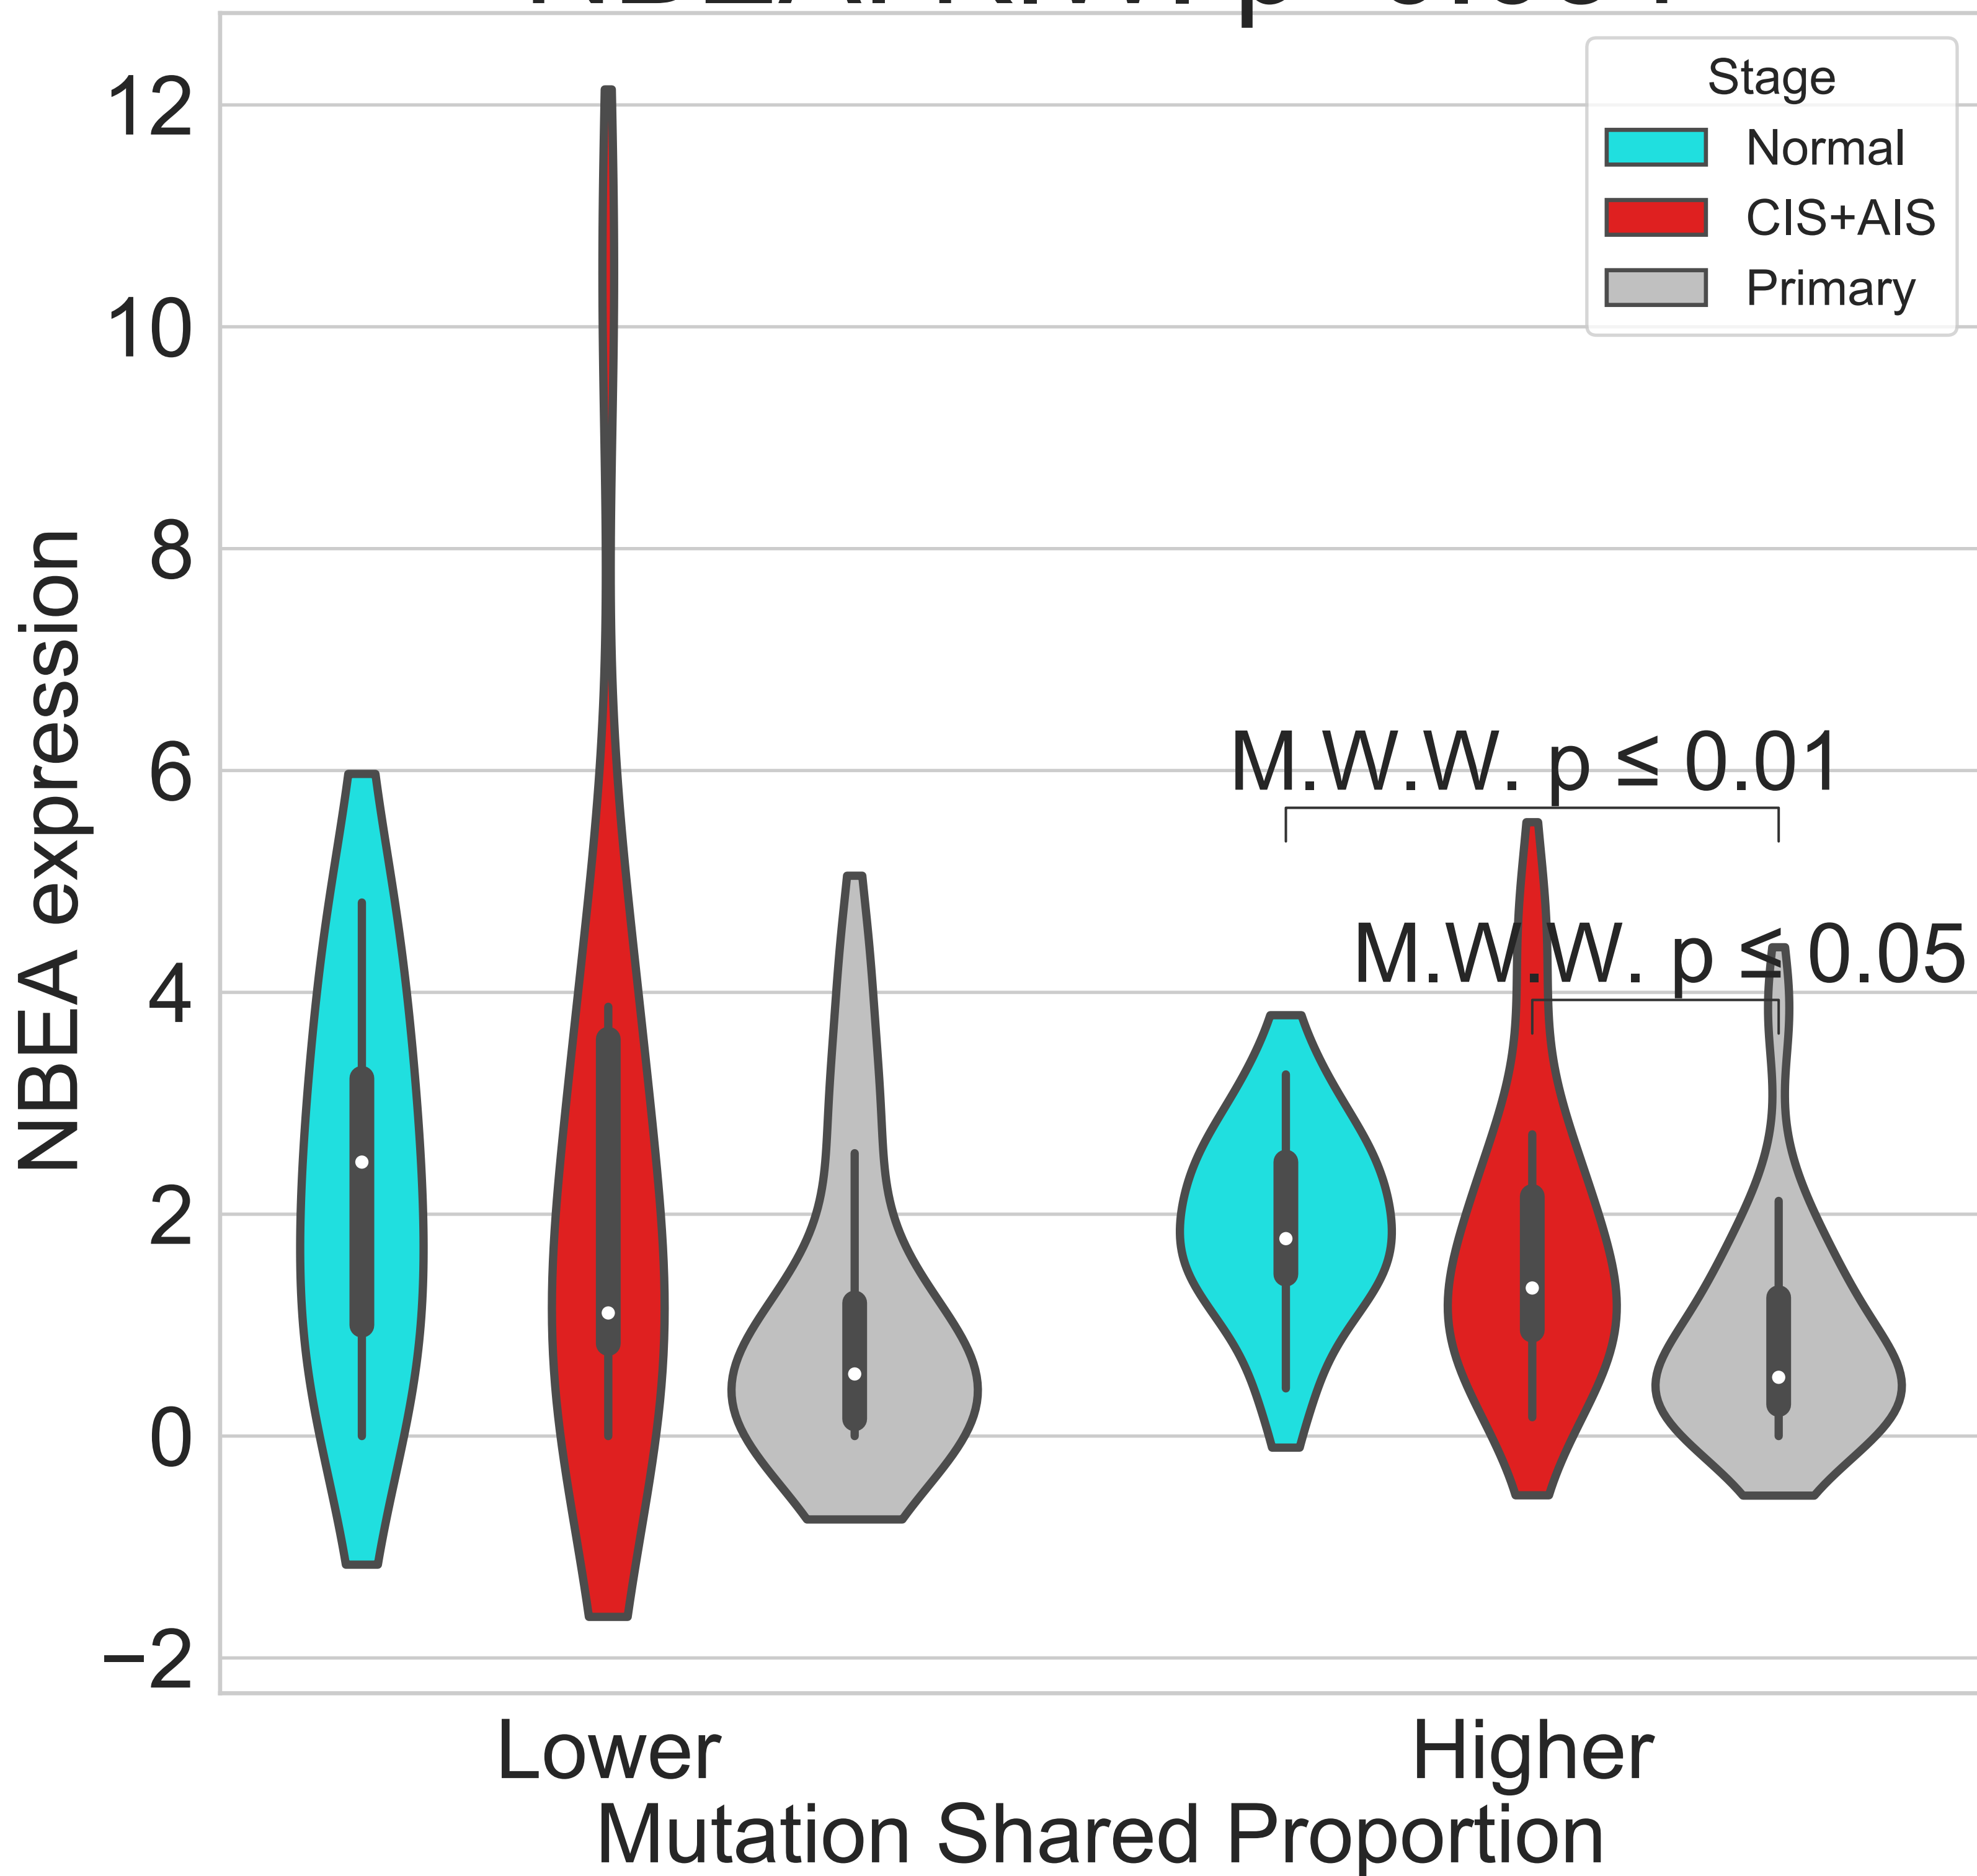 12
10
8
6
4
2
0
−2
NBEA expression
Stage
Normal
CIS+AIS
Primary
M.W.W. p ≤ 0.01
M.W.W. p ≤ 0.05
Lower
Higher
Mutation Shared Proportion